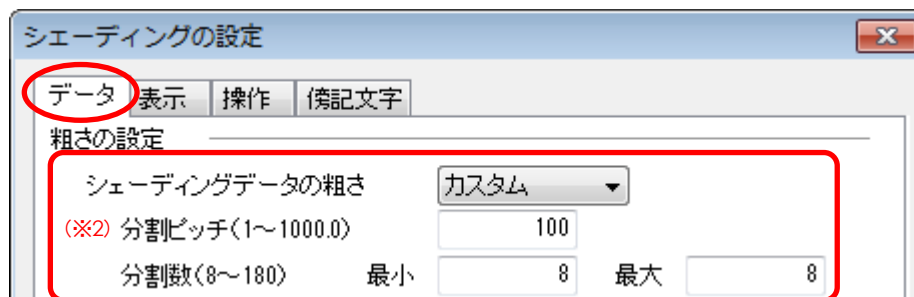 シェーディングの設定
データ 表示 操作 傍記文字
粗さの設定
シェーディングデータの粗さ カスタム
(※2) 分割ピッチ(1～1000.0) 100
分割数(8～180) 最小 8 最大 8